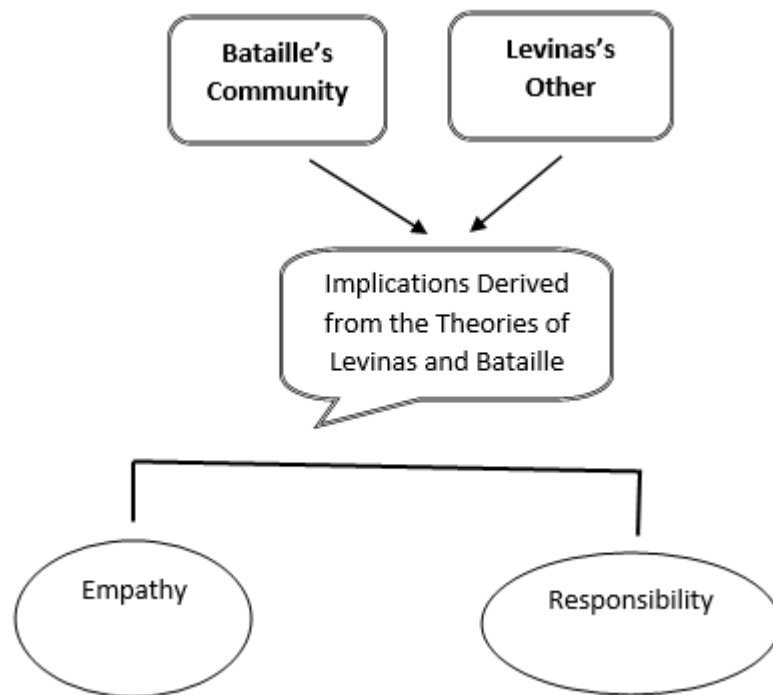 Bataille’s
Community
Levinas’s
Other
Implications Derived
from the Theories of
Levinas and Bataille
Empathy
Responsibility